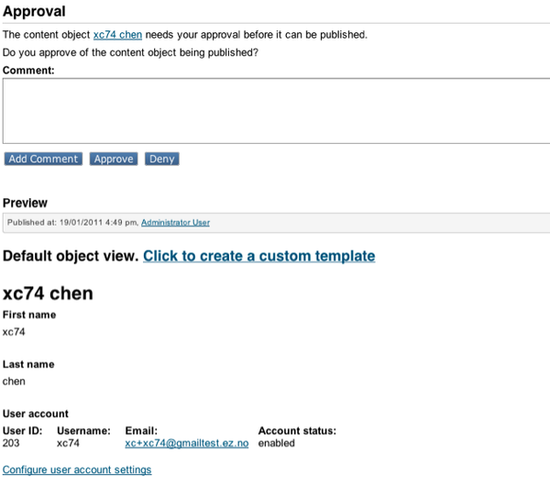 Approval
The content object xc74 chen needs your approval before it can be published.
Do you approve of the content object being published?
Comment:
Add Comment Approve Deny
Preview
Published at: 19/01/2011 4:49 pm, Administrator User
Default object view. Click to create a custom template
xc74 chen
First name
xc74
Last name
chen
User account
User ID: Username: Email: Account status:
203 xc74 xc+xc74@gmailtest.ez.no enabled
Configure user account settings